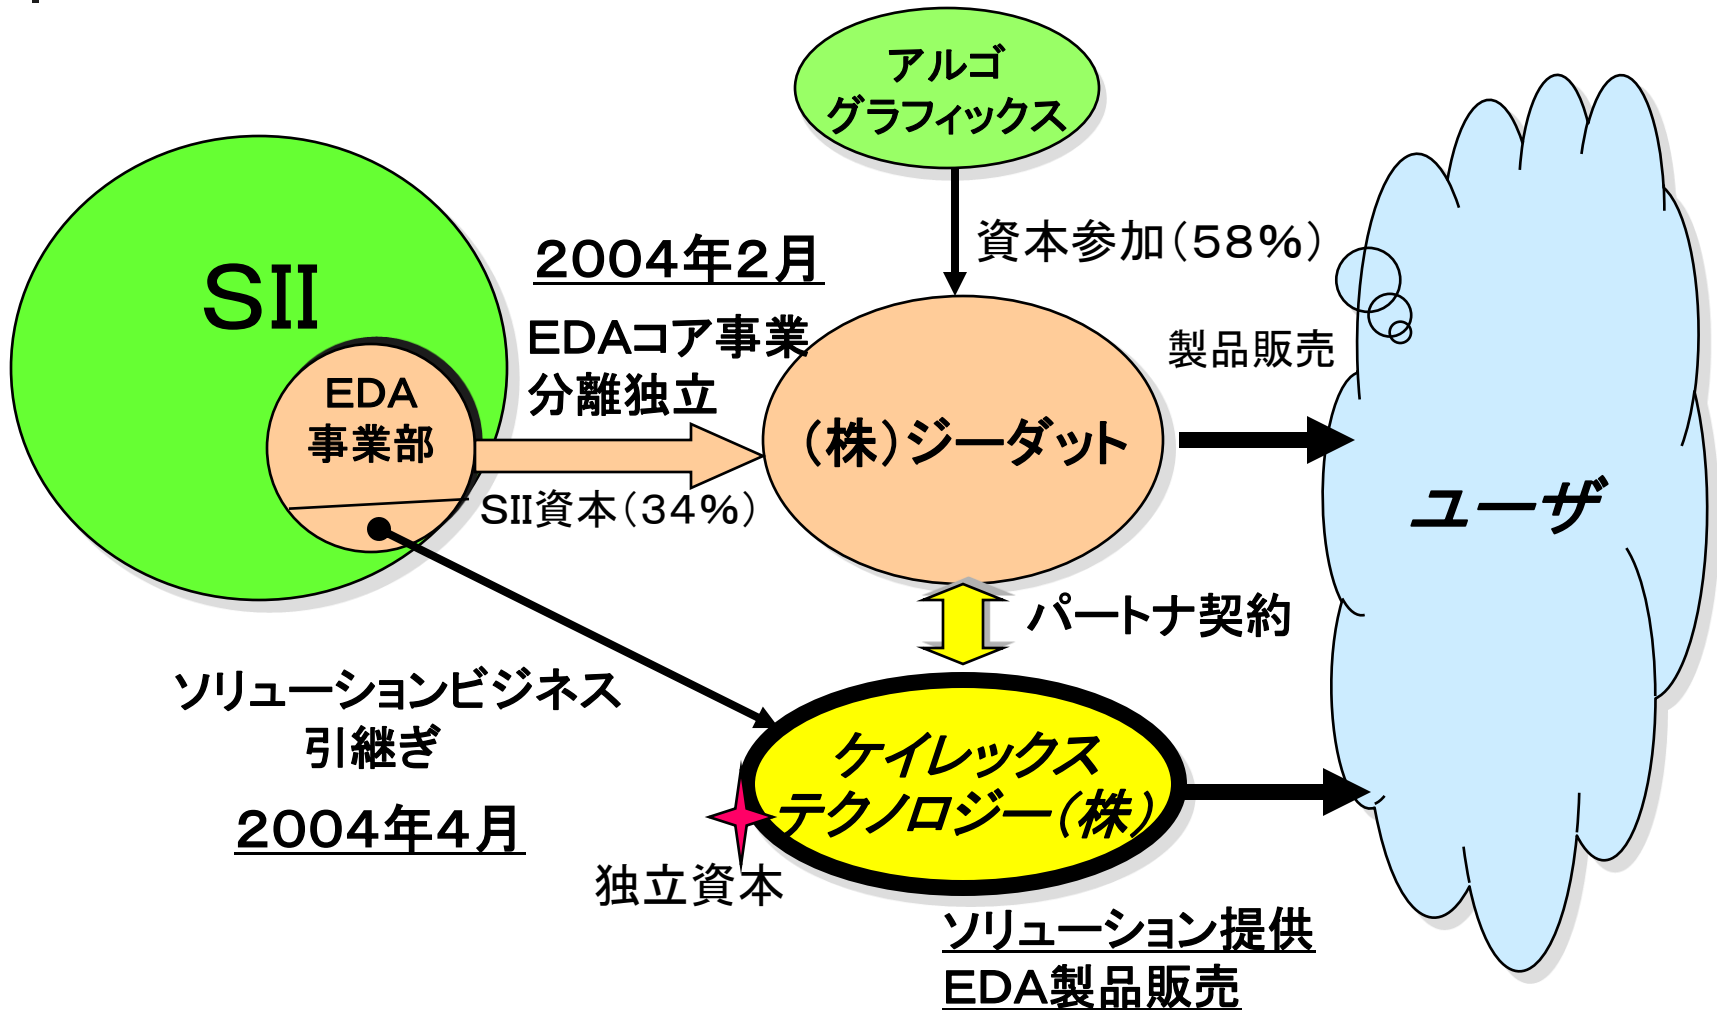 アルゴ
グラフィックス
資本参加（５８％）
ＳⅡ
２００４年２月
ＥＤＡコア事業
分離独立
ＥＤＡ
事業部
ＳⅡ資本（３４％）
（株）ジーダット
製品販売
ユーザ
パートナ契約
ソリューションビジネス
引継ぎ
２００４年４月
ケイレックス
テクノロジー（株）
独立資本
ソリューション提供
ＥＤＡ製品販売